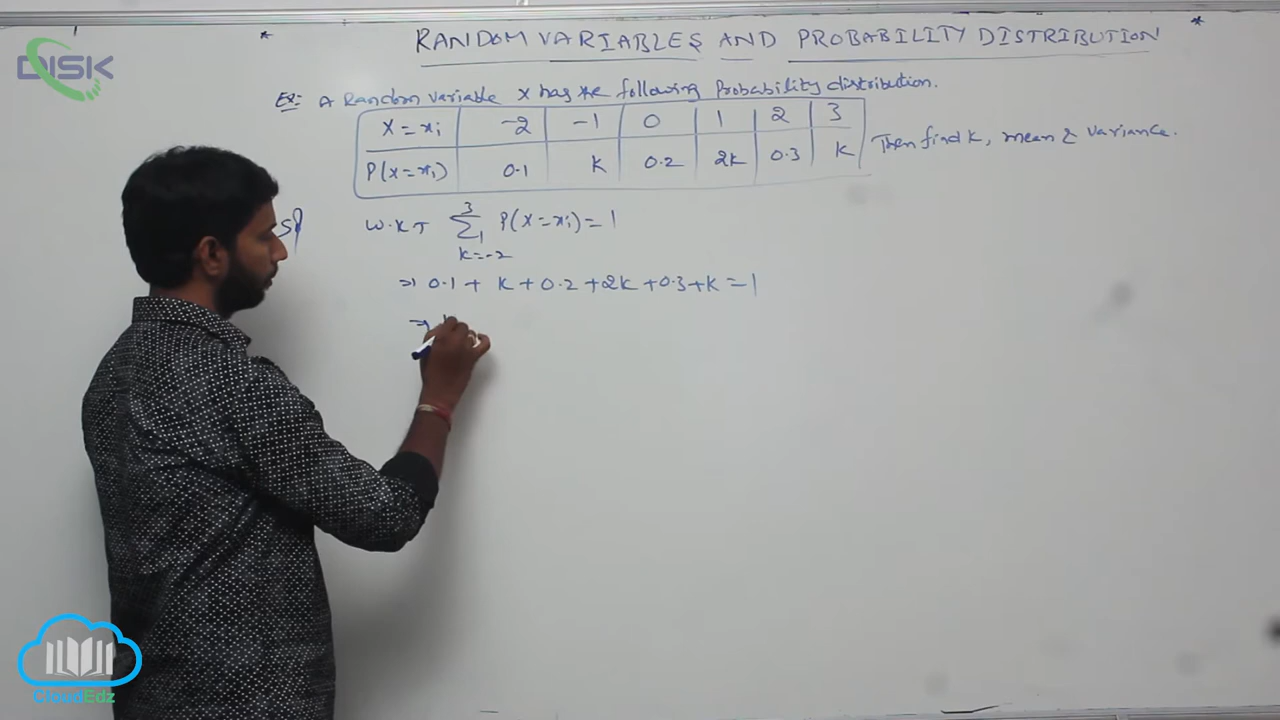 DISK
* RANDOM VARIABLES AND PROBABILITY DISTRIBUTION *
Ex:- A Random variable X has the following Probability distribution.
X = xi -2 -1 0 1 2 3
P(X=xi) 0.1 K 0.2 2K 0.3 K
Then find K, mean & variance.
W.K.T ∑ P(X=xi) = 1
3
K=-2
⇒ 0.1 + K + 0.2 + 2K + 0.3 + K = 1
⇒
CloudEdz